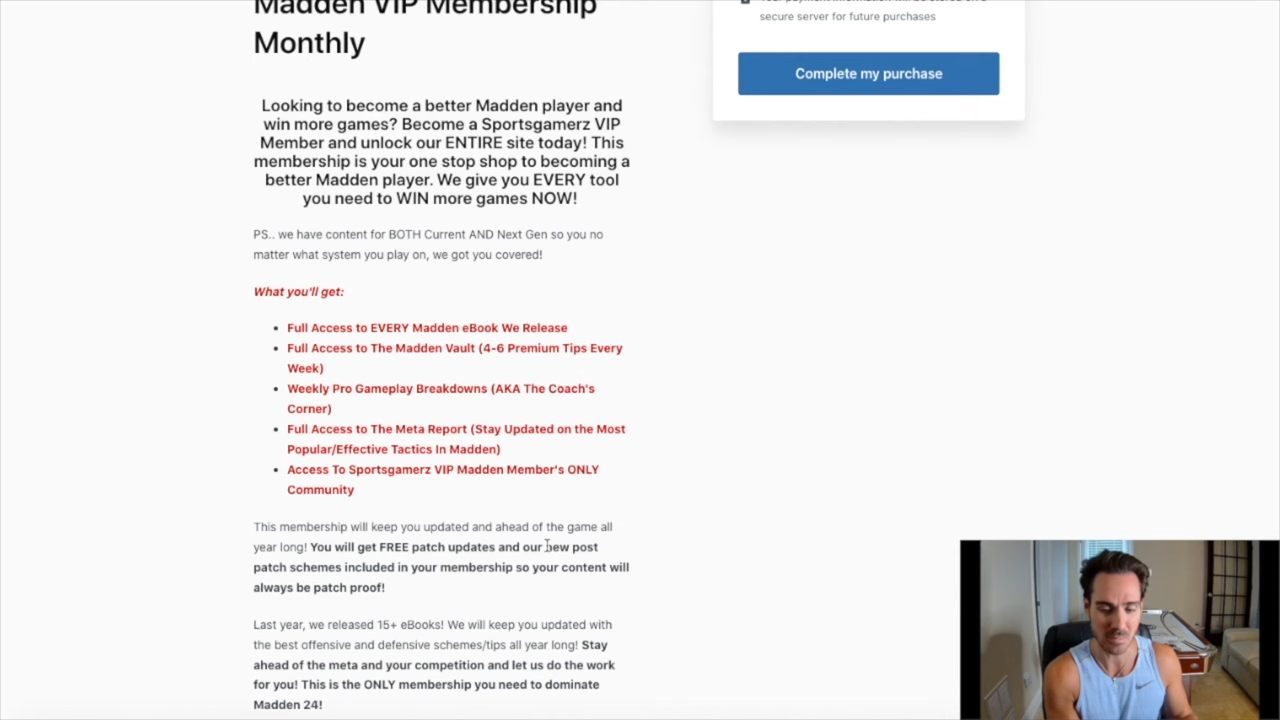 Madden VIP Membership
Monthly
Looking to become a better Madden player and
win more games? Become a Sportsgamerz VIP
Member and unlock our ENTIRE site today! This
membership is your one stop shop to becoming a
better Madden player. We give you EVERY tool
you need to WIN more games NOW!
PS.. we have content for BOTH Current AND Next Gen so you no
matter what system you play on, we got you covered!
What you'll get:
• Full Access to EVERY Madden eBook We Release
• Full Access to The Madden Vault (4-6 Premium Tips Every
Week)
• Weekly Pro Gameplay Breakdowns (AKA The Coach's
Corner)
• Full Access to The Meta Report (Stay Updated on the Most
Popular/Effective Tactics In Madden)
• Access To Sportsgamerz VIP Madden Member's ONLY
Community
This membership will keep you updated and ahead of the game all
year long! You will get FREE patch updates and our new post
patch schemes included in your membership so your content will
always be patch proof!
Last year, we released 15+ eBooks! We will keep you updated with
the best offensive and defensive schemes/tips all year long! Stay
ahead of the meta and your competition and let us do the work
for you! This is the ONLY membership you need to dominate
Madden 24!
secure server for future purchases
Complete my purchase